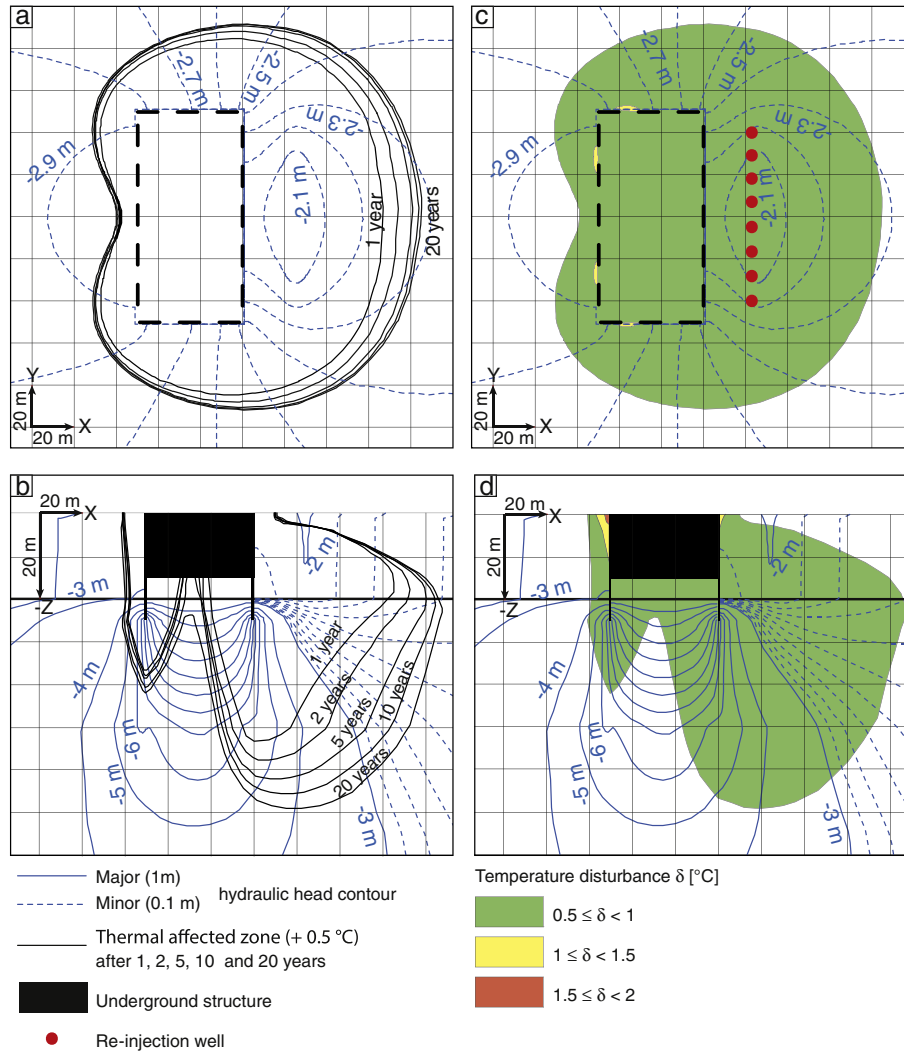 a
-2.7 m
-2.5 m
-2.3 m
-2.9 m
-2.1 m
1 year
20 years
Y
20 m
X
20 m
c
-2.7 m
-2.5 m
-2.3 m
-2.9 m
-2.1 m
Y
20 m
X
20 m
b
20 m
X
20 m
-Z
-2 m
-3 m
-4 m
-5 m
-6 m
-3 m
1 year
2 years
5 years
10 years
20 years
d
20 m
X
20 m
-Z
-2 m
-3 m
-4 m
-5 m
-6 m
-3 m
Major (1m)
Minor (0.1 m)
hydraulic head contour
Thermal affected zone (+ 0.5 °C)
after 1, 2, 5, 10 and 20 years
Underground structure
Re-injection well
Temperature disturbance δ [°C]
0.5 ≤ δ < 1
1 ≤ δ < 1.5
1.5 ≤ δ < 2